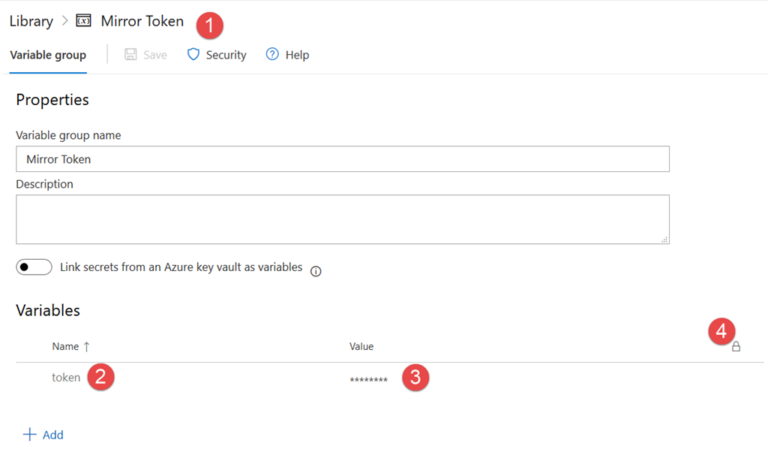 Library > Mirror Token 1
Variable group Save Security Help
Properties
Variable group name
Mirror Token
Description
Link secrets from an Azure key vault as variables
Variables
4
Name ↑ Value
token 2 ******** 3
+ Add